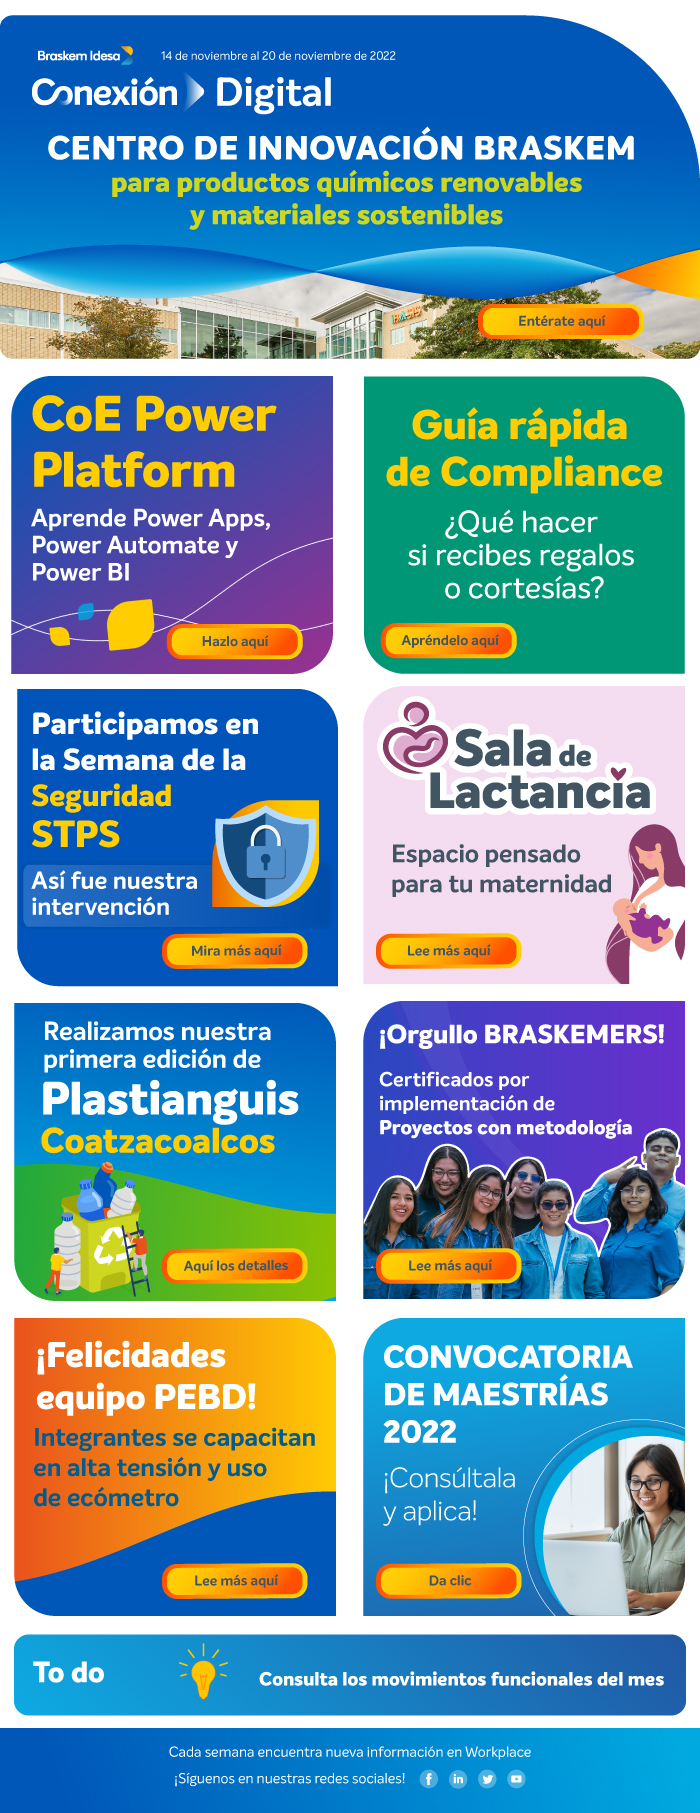 Braskem Idesa
14 de noviembre al 20 de noviembre de 2022
Conexión Digital
CENTRO DE INNOVACIÓN BRASKEM
para productos químicos renovables
y materiales sostenibles
Entérate aquí
CoE Power
Platform
Aprende Power Apps,
Power Automate y
Power BI
Hazlo aquí
Guía rápida
de Compliance
¿Qué hacer
si recibes regalos
o cortesías?
Apréndelo aquí
Participamos en
la Semana de la
Seguridad
STPS
Así fue nuestra
intervención
Mira más aquí
Sala de
Lactancia
Espacio pensado
para tu maternidad
Lee más aquí
Realizamos nuestra
primera edición de
Plastianguis
Coatzacoalcos
Aquí los detalles
¡Orgullo BRASKEMERS!
Certificados por
implementación de
Proyectos con metodología
Lee más aquí
¡Felicidades
equipo PEBD!
Integrantes se capacitan
en alta tensión y uso
de ecómetro
Lee más aquí
CONVOCATORIA
DE MAESTRÍAS
2022
¡Consúltala
y aplica!
Da clic
To do
Consulta los movimientos funcionales del mes
Cada semana encuentra nueva información en Workplace
¡Síguenos en nuestras redes sociales!